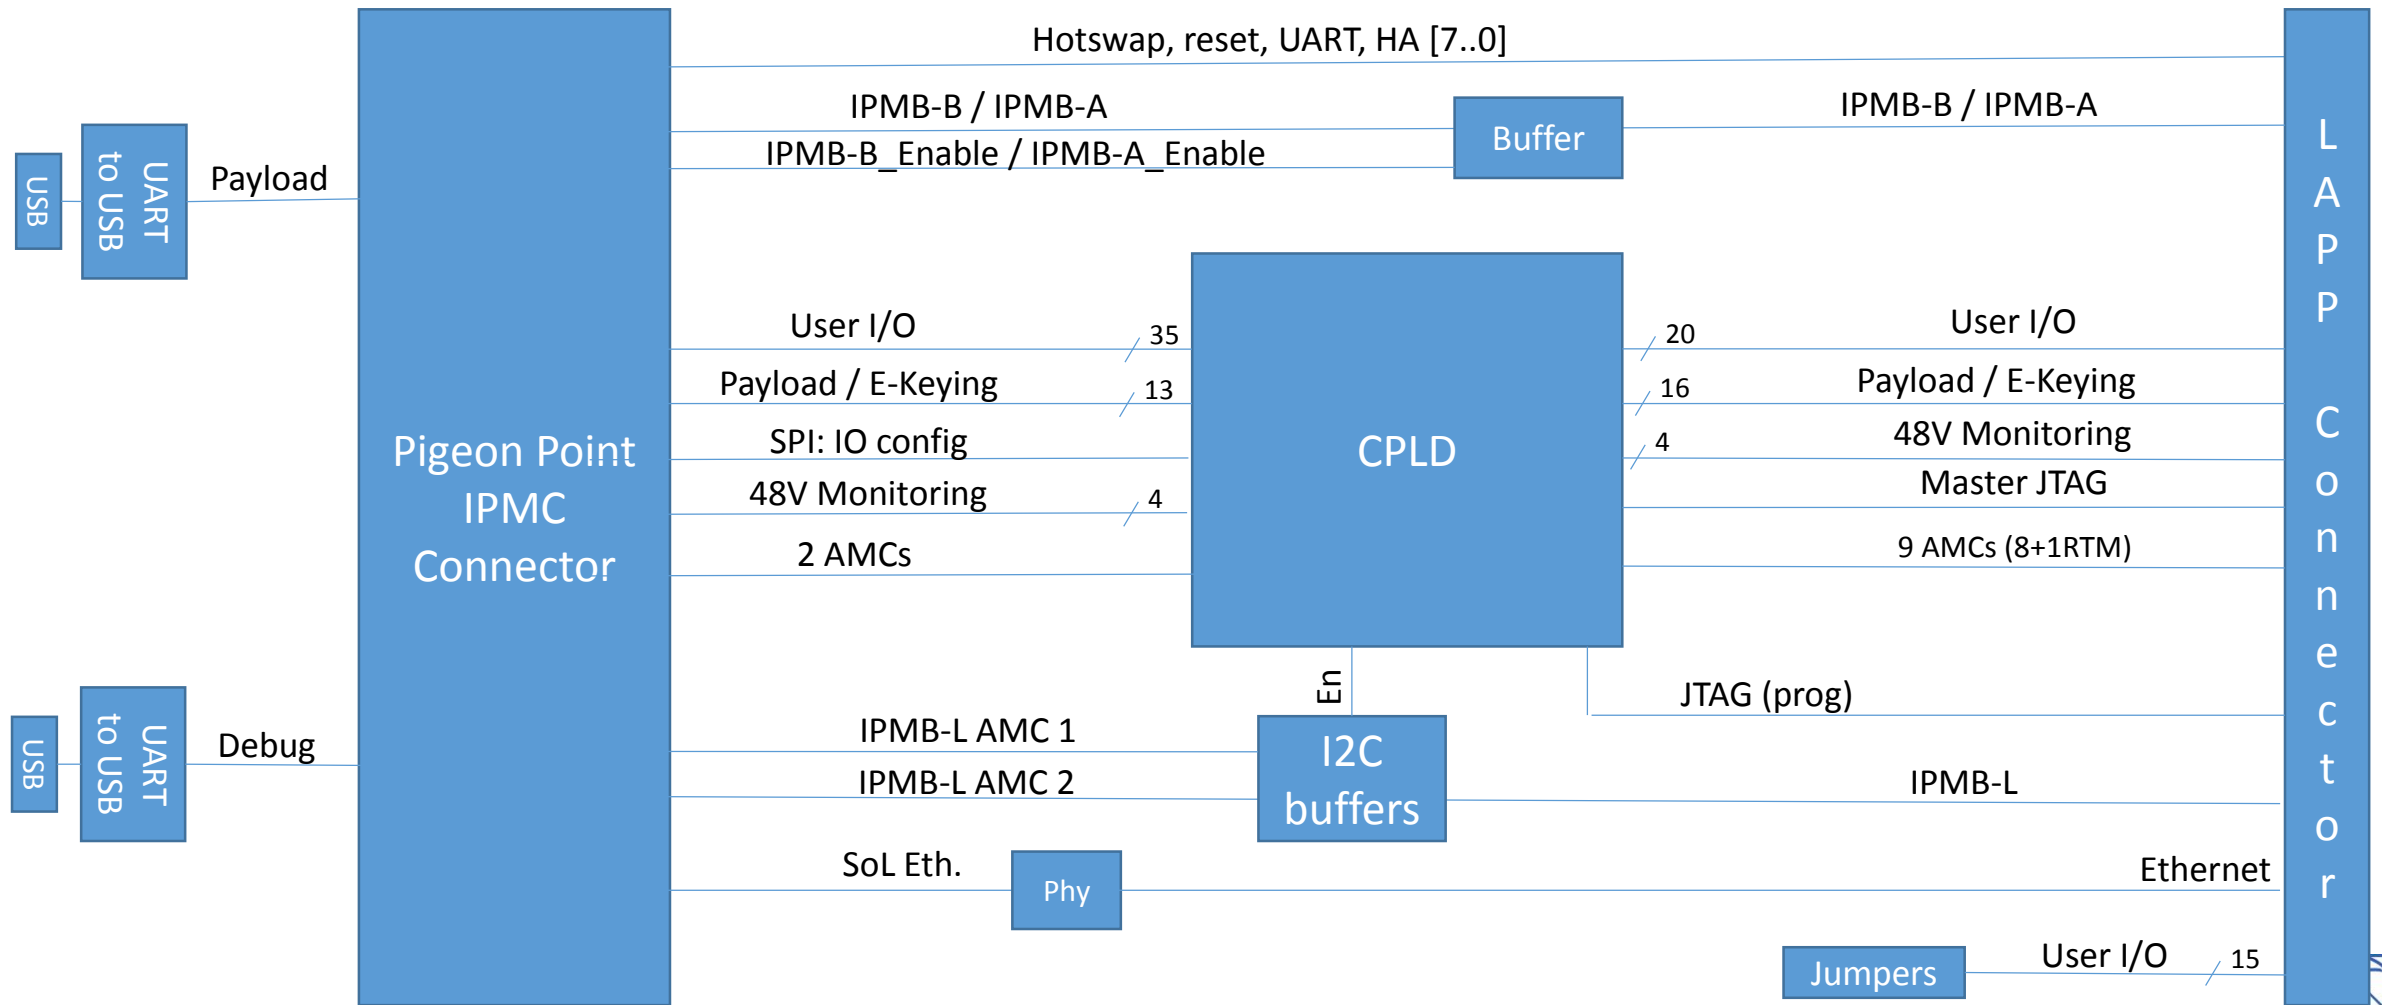 Hotswap, reset, UART, HA [7..0]
IPMB-B / IPMB-A
IPMB-B_Enable / IPMB-A_Enable
Buffer
IPMB-B / IPMB-A
USB
UART
to USB
Payload
Pigeon Point
IPMC
Connector
User I/O
35
Payload / E-Keying
13
SPI: IO config
48V Monitoring
4
2 AMCs
CPLD
20
User I/O
16
Payload / E-Keying
4
48V Monitoring
Master JTAG
9 AMCs (8+1RTM)
En
JTAG (prog)
USB
UART
to USB
Debug
IPMB-L AMC 1
IPMB-L AMC 2
I2C
buffers
IPMB-L
SoL Eth.
Phy
Ethernet
Jumpers
User I/O
15
LAPP Connector